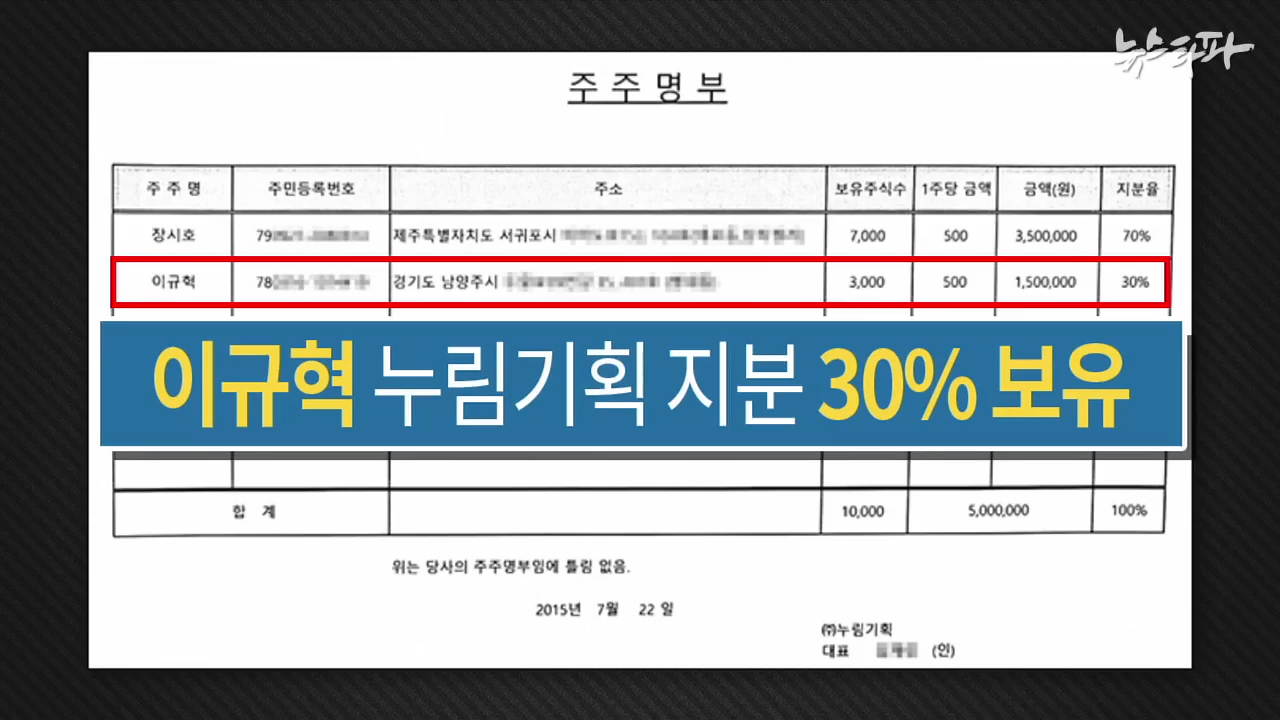 뉴스타파
주 주 명 부
주 주 명 주민등록번호 주소 보유주식수 1주당 금액 금액(원) 지분율
장시호 79 제주특별자치도 서귀포시 7,000 500 3,500,000 70%
이규혁 78 경기도 남양주시 3,000 500 1,500,000 30%
이규혁 누림기획 지분 30% 보유
합 계 10,000 5,000,000 100%
위는 당사의 주주명부임에 틀림 없음.
2015년 7월 22 일
㈜누림기획
대표 (인)